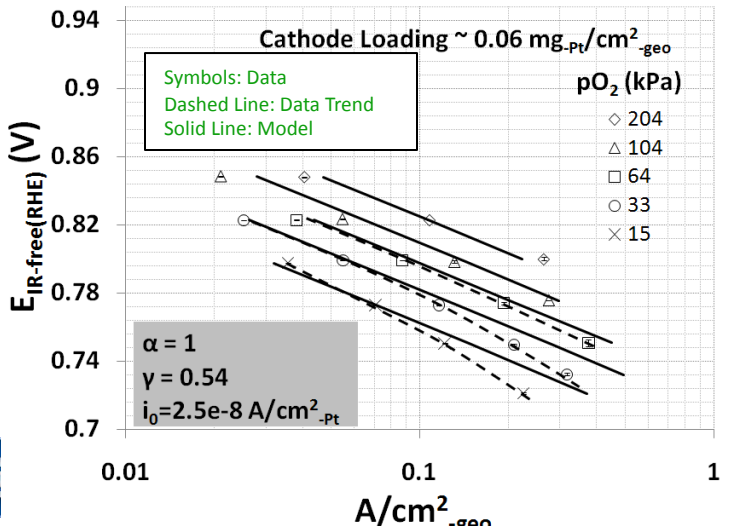 Cathode Loading ~ 0.06 mg-Pt/cm2-geo
Symbols: Data
Dashed Line: Data Trend
Solid Line: Model
pO2 (kPa)
204
104
64
33
15
EIR-free(RHE) (V)
0.94
0.9
0.86
0.82
0.78
0.74
0.7
α = 1
γ = 0.54
i0=2.5e-8 A/cm2-Pt
0.01
0.1
1
A/cm2-geo